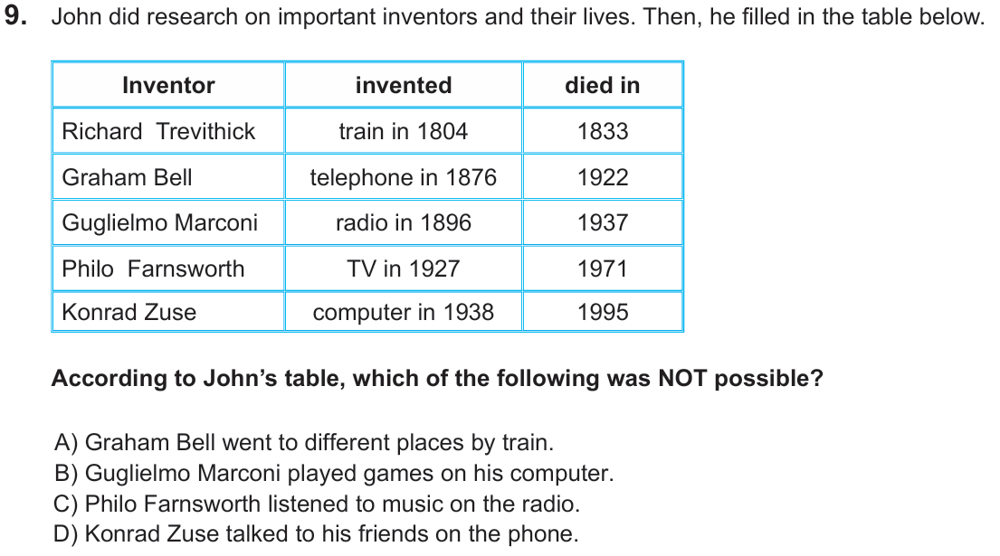 9. John did research on important inventors and their lives. Then, he filled in the table below.
Inventor invented died in
Richard Trevithick train in 1804 1833
Graham Bell telephone in 1876 1922
Guglielmo Marconi radio in 1896 1937
Philo Farnsworth TV in 1927 1971
Konrad Zuse computer in 1938 1995
According to John's table, which of the following was NOT possible?
A) Graham Bell went to different places by train.
B) Guglielmo Marconi played games on his computer.
C) Philo Farnsworth listened to music on the radio.
D) Konrad Zuse talked to his friends on the phone.